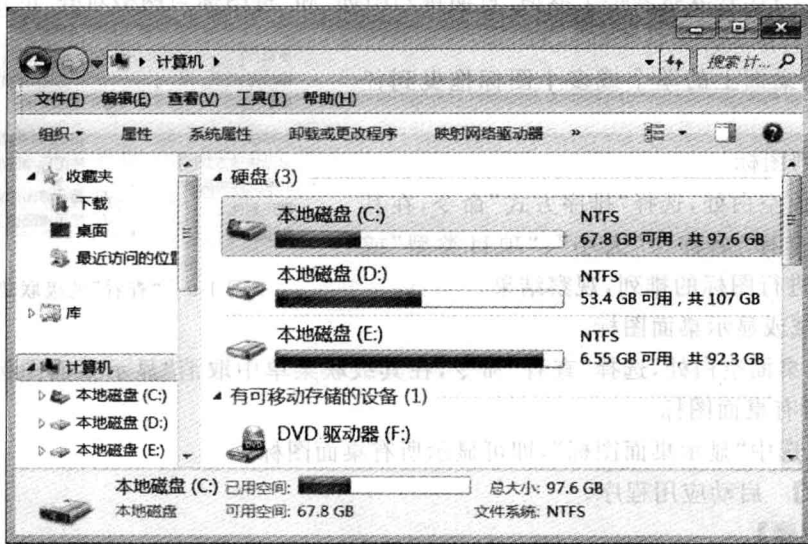 计算机
搜索 计...
文件(F) 编辑(E) 查看(V) 工具(T) 帮助(H)
组织 属性 系统属性 卸载或更改程序 映射网络驱动器 »
收藏夹
下载
桌面
最近访问的位置
库
计算机
本地磁盘 (C:)
本地磁盘 (D:)
本地磁盘 (E:)
硬盘 (3)
本地磁盘 (C:) NTFS
67.8 GB 可用，共 97.6 GB
本地磁盘 (D:) NTFS
53.4 GB 可用，共 107 GB
本地磁盘 (E:) NTFS
6.55 GB 可用，共 92.3 GB
有可移动存储的设备 (1)
DVD 驱动器 (F:)
本地磁盘 (C:) 已用空间: 总大小: 97.6 GB
本地磁盘 可用空间: 67.8 GB 文件系统: NTFS